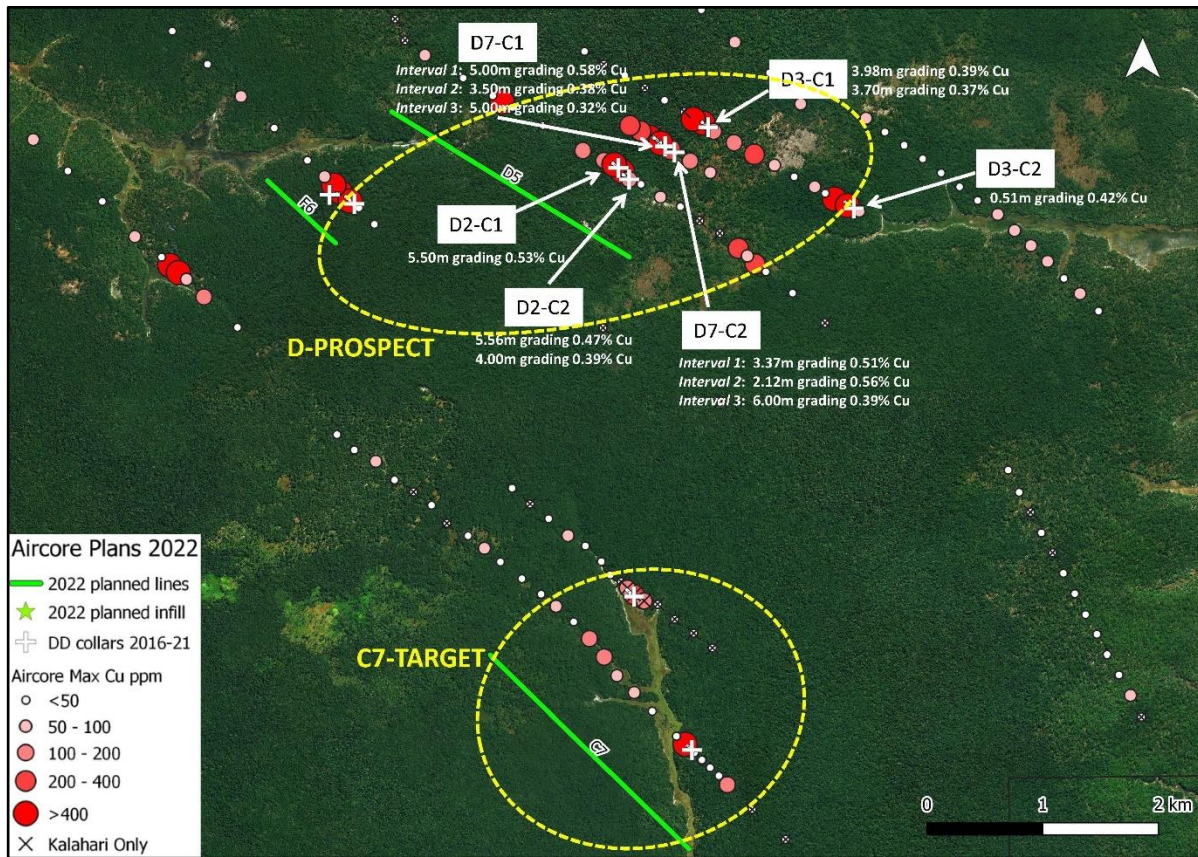 D7-C1
Interval 1: 5.00m grading 0.58% Cu
Interval 2: 3.50m grading 0.38% Cu
Interval 3: 5.00m grading 0.32% Cu
D3-C1
3.98m grading 0.39% Cu
3.70m grading 0.37% Cu
D3-C2
0.51m grading 0.42% Cu
D5
F6
D2-C1
5.50m grading 0.53% Cu
D2-C2
5.56m grading 0.47% Cu
4.00m grading 0.39% Cu
D7-C2
Interval 1: 3.37m grading 0.51% Cu
Interval 2: 2.12m grading 0.56% Cu
Interval 3: 6.00m grading 0.39% Cu
D-PROSPECT
C7-TARGET
C7
Aircore Plans 2022
2022 planned lines
2022 planned infill
DD collars 2016-21
Aircore Max Cu ppm
<50
50 - 100
100 - 200
200 - 400
>400
Kalahari Only
0 1 2 km